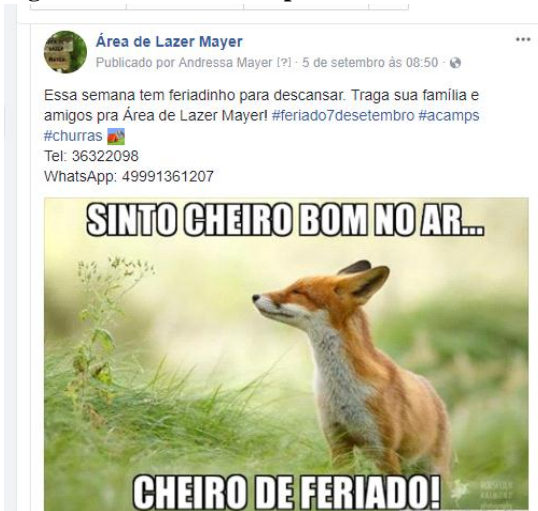 Área de Lazer Mayer
Publicado por Andressa Mayer [?] · 5 de setembro às 08:50 ·
Essa semana tem feriadinho para descansar. Traga sua família e
amigos pra Área de Lazer Mayer! #feriado7desetembro #acamps
#churras
Tel: 36322098
WhatsApp: 49991361207
SINTO CHEIRO BOM NO AR...
CHEIRO DE FERIADO!